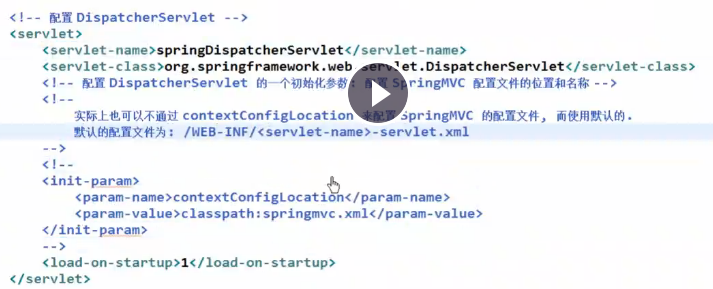 <!-- 配置 DispatcherServlet -->
<servlet>
<servlet-name>springDispatcherServlet</servlet-name>
<servlet-class>org.springframework.web.servlet.DispatcherServlet</servlet-class>
<!-- 配置 DispatcherServlet 的一个初始化参数: 配置 SpringMVC 配置文件的位置和名称 -->
<!--
实际上也可以不通过 contextConfigLocation 来配置 SpringMVC 的配置文件, 而使用默认的.
默认的配置文件为: /WEB-INF/<servlet-name>-servlet.xml
-->
<!--
<init-param>
<param-name>contextConfigLocation</param-name>
<param-value>classpath:springmvc.xml</param-value>
</init-param>
-->
<load-on-startup>1</load-on-startup>
</servlet>